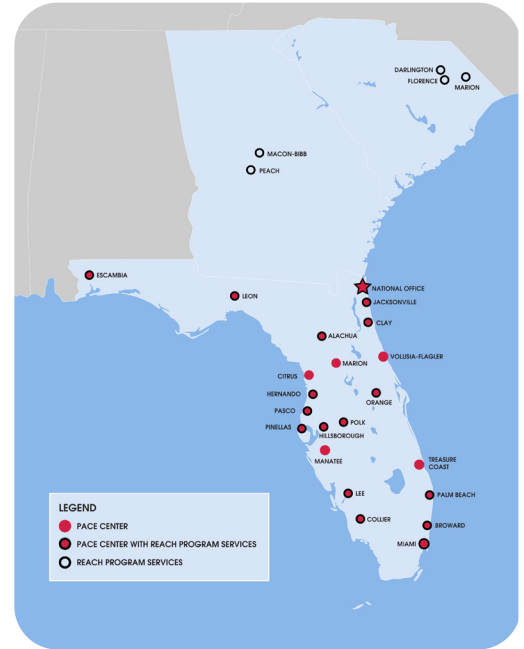 DARLINGTON
FLORENCE
MARION
MACON-BIBB
PEACH
ESCAMBIA
LEON
NATIONAL OFFICE
JACKSONVILLE
CLAY
ALACHUA
VOLUSIA-FLAGLER
MARION
CITRUS
HERNANDO
ORANGE
PASCO
POLK
PINELLAS
HILLSBOROUGH
MANATEE
TREASURE
COAST
LEE
PALM BEACH
COLLIER
BROWARD
MIAMI
LEGEND
PACE CENTER
PACE CENTER WITH REACH PROGRAM SERVICES
REACH PROGRAM SERVICES